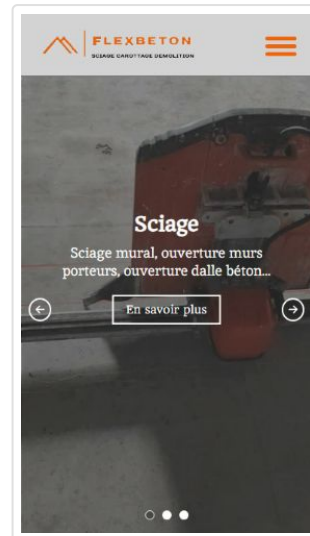 FLEXBETON
SCIAGE CAROTTAGE DEMOLITION
Sciage
Sciage mural, ouverture murs
porteurs, ouverture dalle béton...
En savoir plus